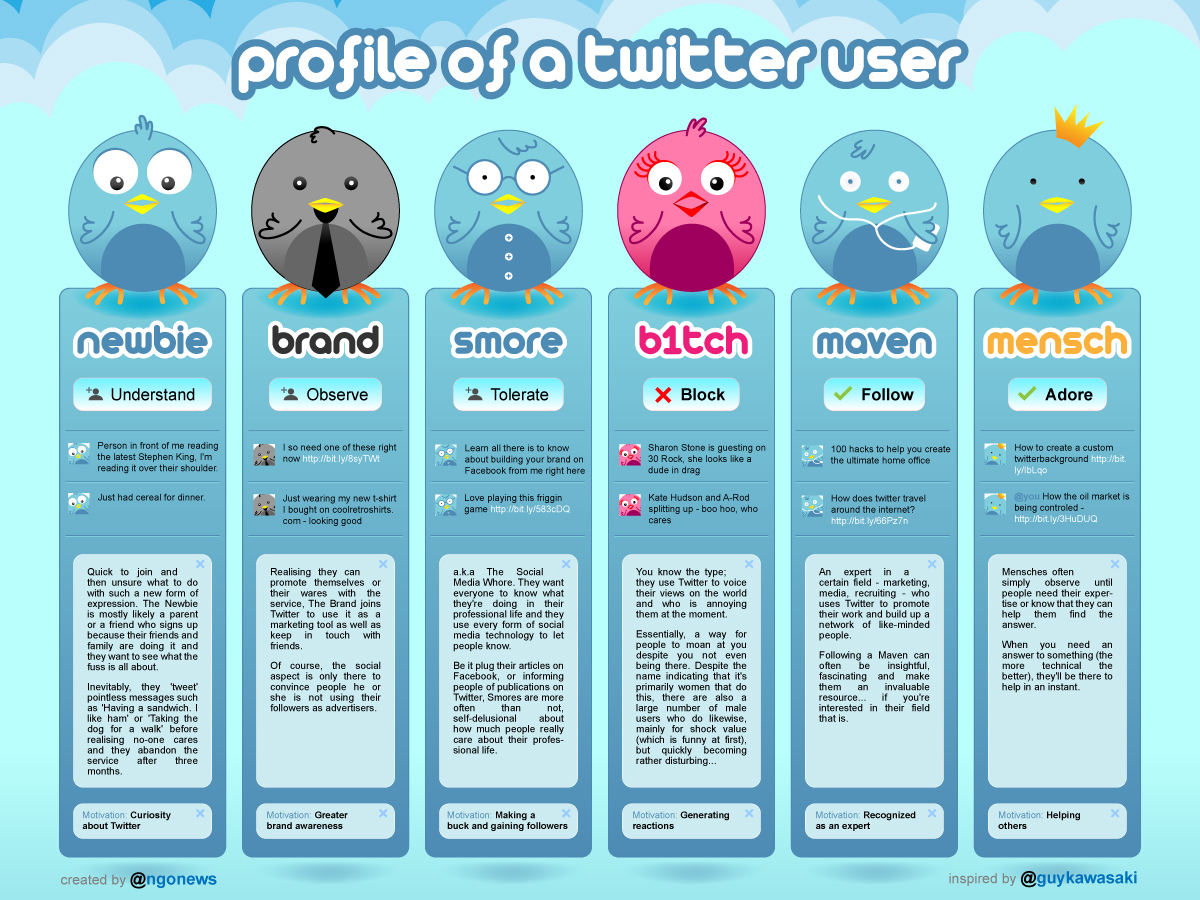 profile of a twitter user
newbie
Understand
Person in front of me reading
the latest Stephen King, I'm
reading it over their shoulder.
Just had cereal for dinner.
Quick to join and
then unsure what to do
with such a new form of
expression. The Newbie
is mostly likely a parent
or a friend who signs up
because their friends and
family are doing it and
they want to see what the
fuss is all about.
Inevitably, they 'tweet'
pointless messages such
as 'Having a sandwich. I
like ham' or 'Taking the
dog for a walk' before
realising no-one cares
and they abandon the
service after three
months.
Motivation: Curiosity
about Twitter
brand
Observe
I so need one of these right
now http://bit.ly/8syTWt
Just wearing my new t-shirt
I bought on coolretroshirts.
com - looking good
Realising they can
promote themselves or
their wares with the
service, The Brand joins
Twitter to use it as a
marketing tool as well as
keep in touch with
friends.
Of course, the social
aspect is only there to
convince people he or
she is not using their
followers as advertisers.
Motivation: Greater
brand awareness
smore
Tolerate
Learn all there is to know
about building your brand on
Facebook from me right here
Love playing this friggin
game http://bit.ly/583cDQ
a.k.a The Social
Media Whore. They want
everyone to know what
they're doing in their
professional life and they
use every form of social
media technology to let
people know.
Be it plug their articles on
Facebook, or informing
people of publications on
Twitter, Smores are more
often than not,
self-delusional about
how much people really
care about their profes-
sional life.
Motivation: Making a
buck and gaining followers
b1tch
Block
Sharon Stone is guesting on
30 Rock, she looks like a
dude in drag
Kate Hudson and A-Rod
splitting up - boo hoo, who
cares
You know the type;
they use Twitter to voice
their views on the world
and who is annoying
them at the moment.
Essentially, a way for
people to moan at you
despite you not even
being there. Despite the
name indicating that it's
primarily women that do
this, there are also a
large number of male
users who do likewise,
mainly for shock value
(which is funny at first),
but quickly becoming
rather disturbing...
Motivation: Generating
reactions
maven
Follow
100 hacks to help you create
the ultimate home office
How does twitter travel
around the internet?
http://bit.ly/66Pz7n
An expert in a
certain field - marketing,
media, recruiting - who
uses Twitter to promote
their work and build up a
network of like-minded
people.
Following a Maven can
often be insightful,
fascinating and make
them an invaluable
resource... if you're
interested in their field
that is.
Motivation: Recognized
as an expert
mensch
Adore
How to create a custom
twitterbackground http://bit.
ly/lbLqo
@you How the oil market is
being controled -
http://bit.ly/3HuDUQ
Mensches often
simply observe until
people need their exper-
tise or know that they can
help them find the
answer.
When you need an
answer to something (the
more technical the
better), they'll be there to
help in an instant.
Motivation: Helping
others
created by @ngonews
inspired by @guykawasaki